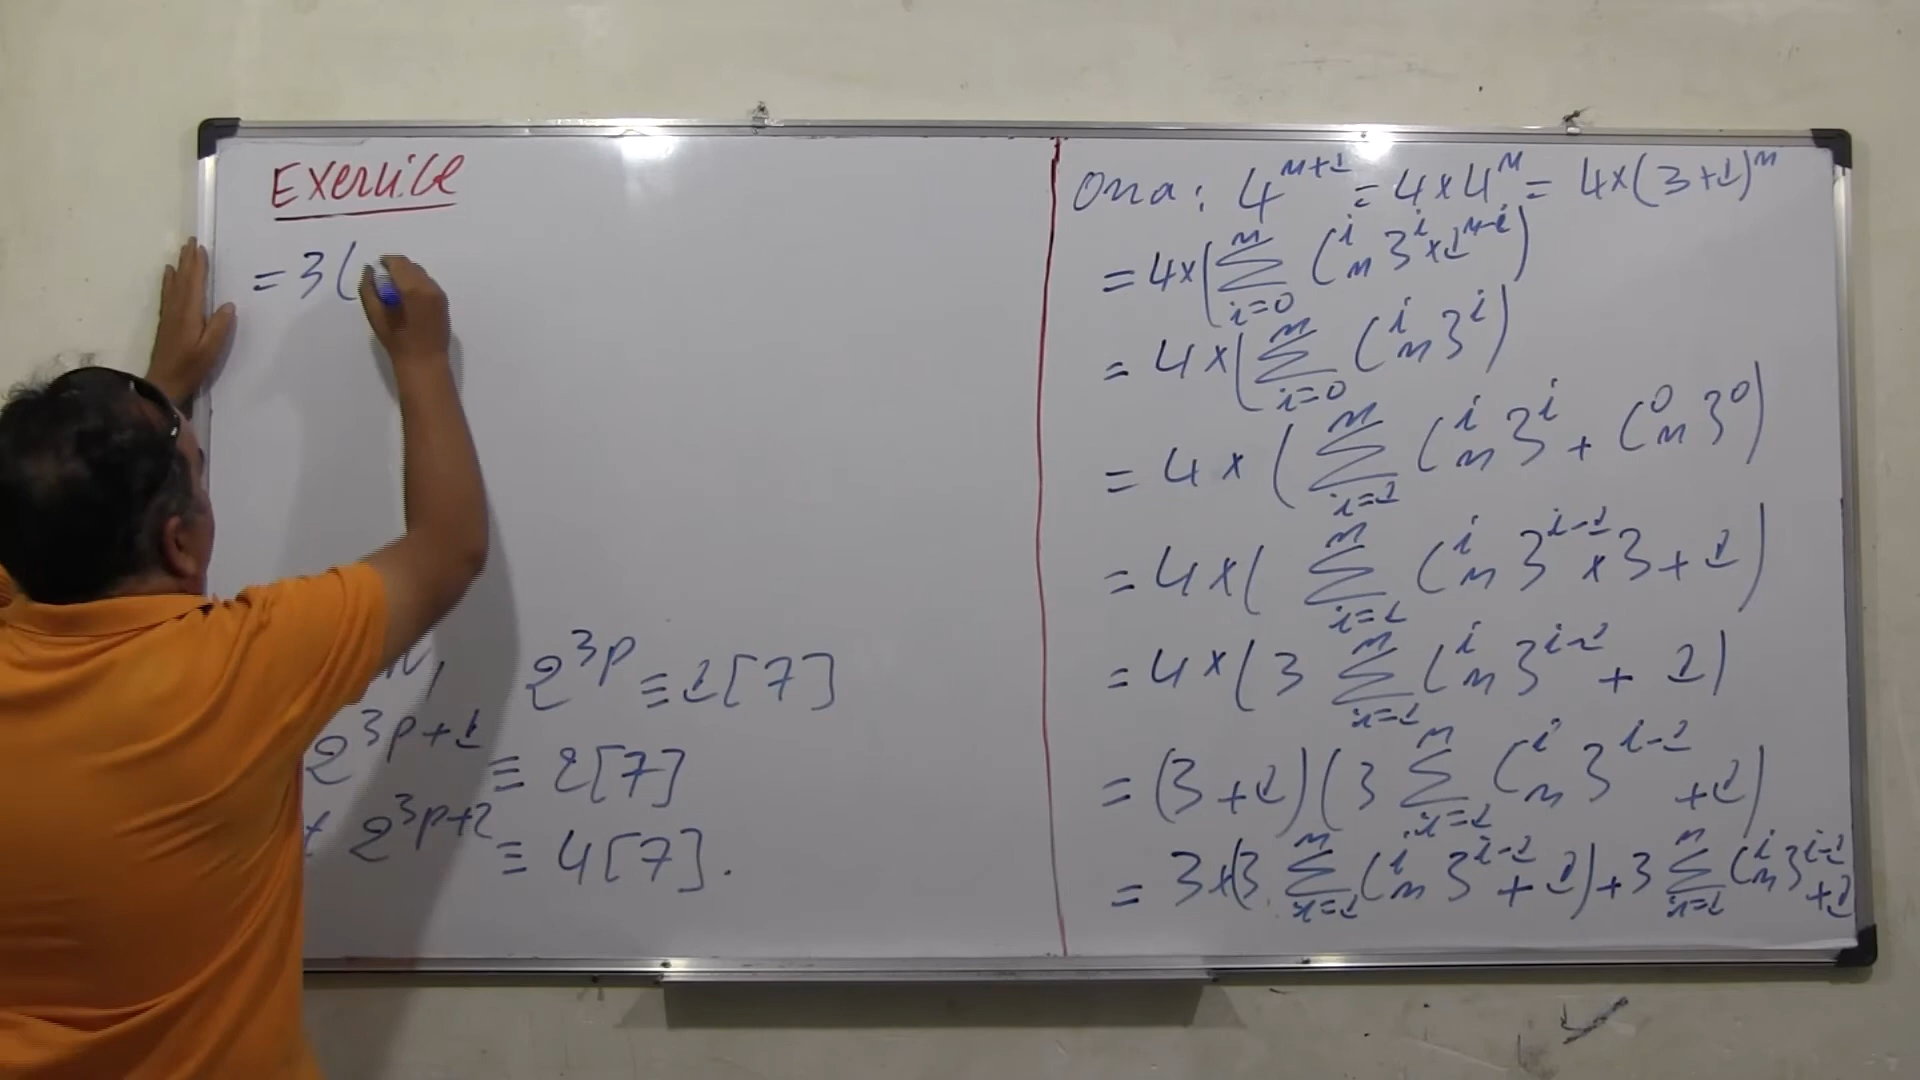 Exercice
= 3(
2^{3p} ≡ 1[7]
2^{3p+1} ≡ 2[7]
2^{3p+2} ≡ 4[7].
On a : 4^{n+1} = 4×4^n = 4×(3+1)^n
= 4×(∑_{i=0}^{n} C_n^i 3^i × 1^{n-i})
= 4×(∑_{i=0}^{n} C_n^i 3^i)
= 4×(∑_{i=1}^{n} C_n^i 3^i + C_n^0 3^0)
= 4×(∑_{i=1}^{n} C_n^i 3^{i-1} × 3 + 1)
= 4×(3 ∑_{i=1}^{n} C_n^i 3^{i-1} + 1)
= (3+1)(3 ∑_{i=1}^{n} C_n^i 3^{i-1} + 1)
= 3×(3 ∑_{i=1}^{n} C_n^i 3^{i-1} + 1) + 3 ∑_{i=1}^{n} C_n^i 3^{i-1} + 1